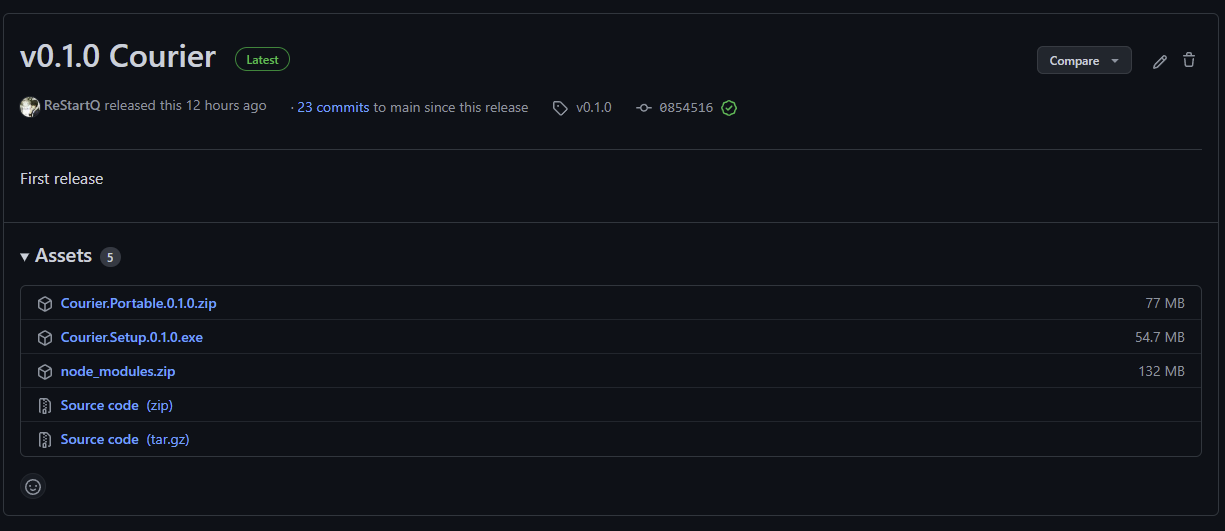 v0.1.0 Courier Latest Compare
ReStartQ released this 12 hours ago · 23 commits to main since this release v0.1.0 0854516
First release
Assets 5
Courier.Portable.0.1.0.zip 77 MB
Courier.Setup.0.1.0.exe 54.7 MB
node_modules.zip 132 MB
Source code (zip)
Source code (tar.gz)